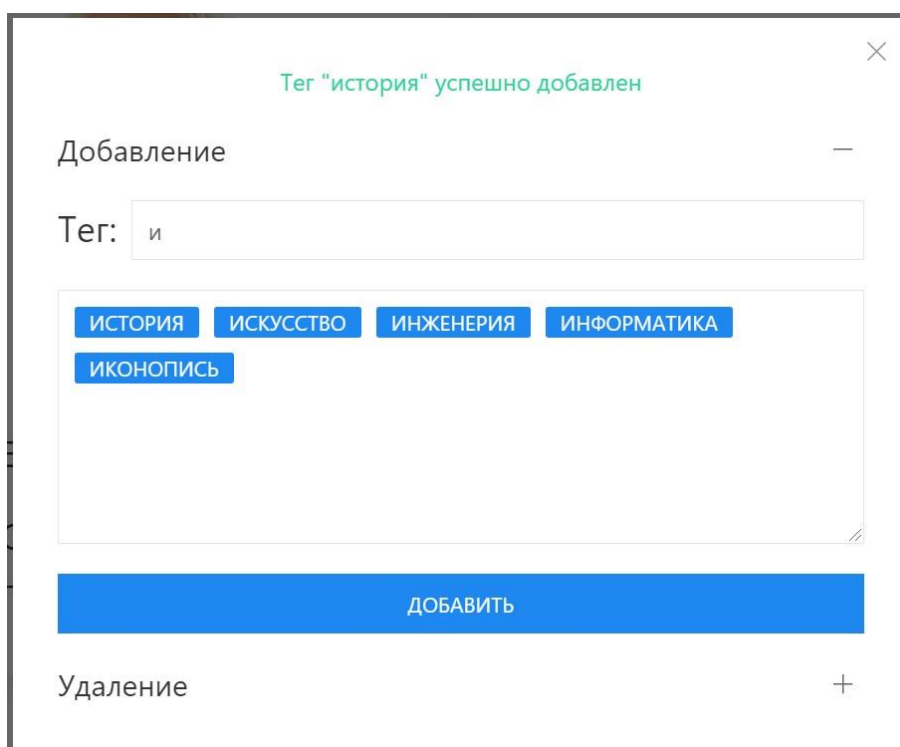 Тег "история" успешно добавлен
Добавление
Тег: и
ИСТОРИЯ ИСКУССТВО ИНЖЕНЕРИЯ ИНФОРМАТИКА
ИКОНОПИСЬ
ДОБАВИТЬ
Удаление